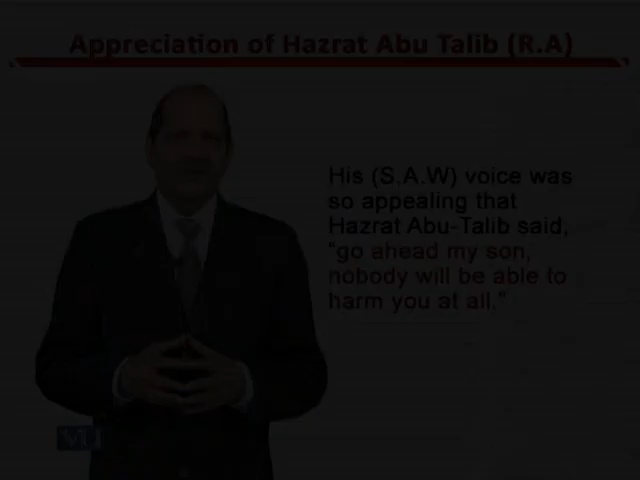 Appreciation of Hazrat Abu Talib (R.A)
His (S.A.W) voice was
so appealing that
Hazrat Abu-Talib said,
“go ahead my son,
nobody will be able to
harm you at all.”